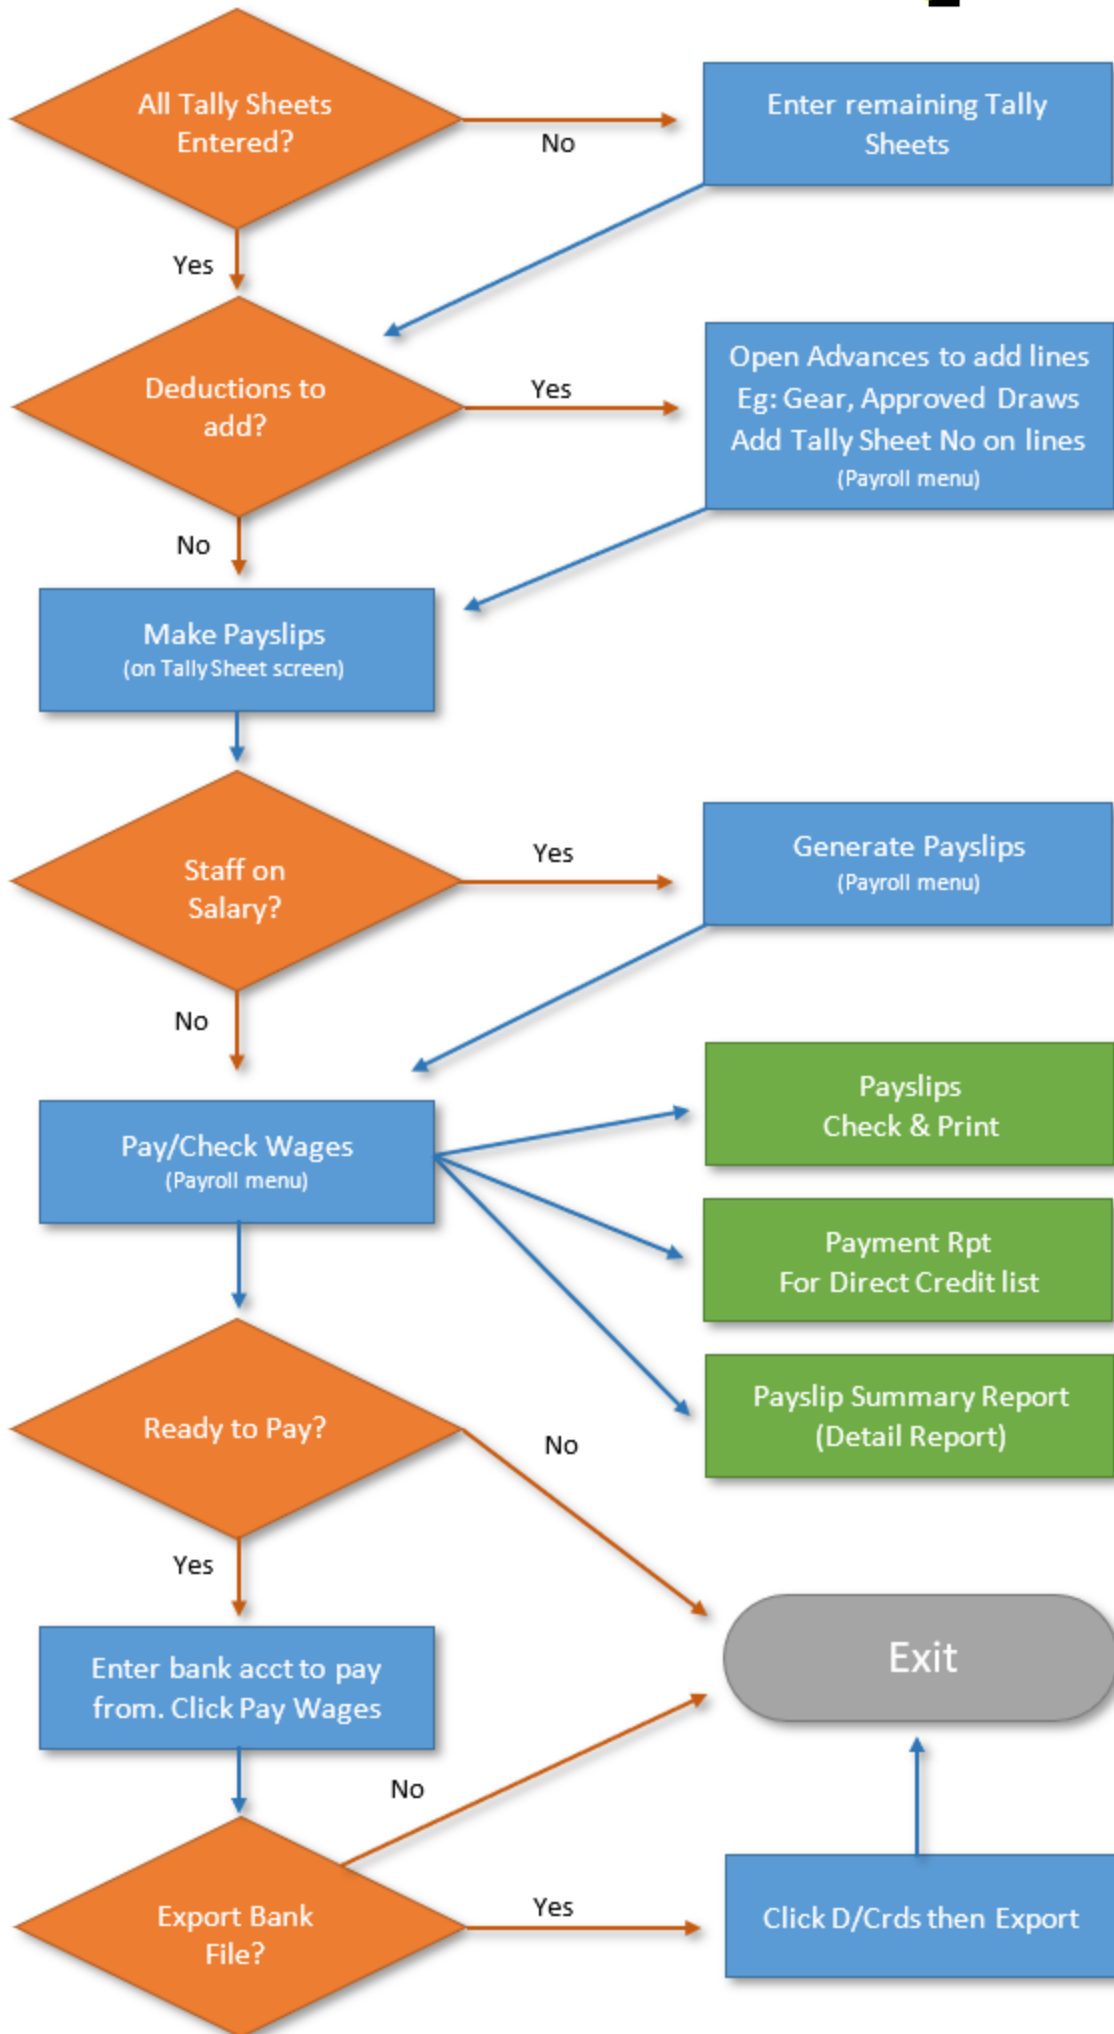 All Tally Sheets
Entered?
No
Enter remaining Tally
Sheets
Yes
Deductions to
add?
Yes
Open Advances to add lines
Eg: Gear, Approved Draws
Add Tally Sheet No on lines
(Payroll menu)
No
Make Payslips
(on Tally Sheet screen)
Staff on
Salary?
Yes
Generate Payslips
(Payroll menu)
No
Pay/Check Wages
(Payroll menu)
Payslips
Check & Print
Payment Rpt
For Direct Credit list
Payslip Summary Report
(Detail Report)
Ready to Pay?
No
Yes
Exit
Enter bank acct to pay
from. Click Pay Wages
No
Export Bank
File?
Yes
Click D/Crds then Export